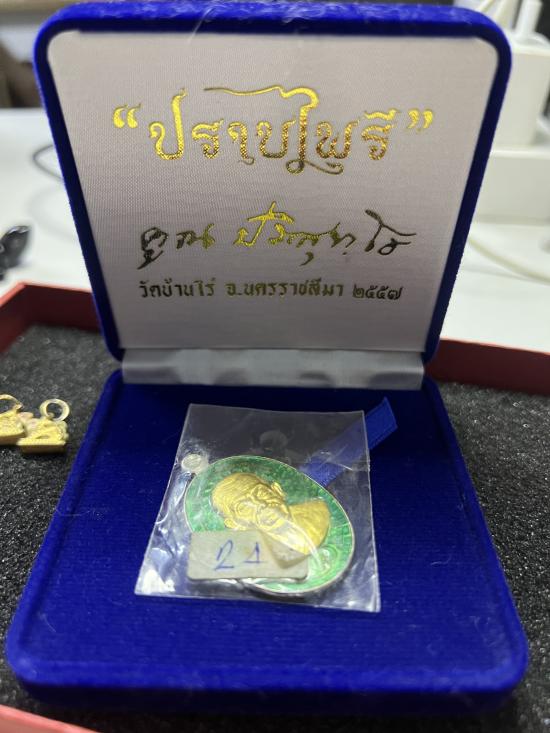 “ปราบไพรี”
คูณ ปริสุทฺโธ
วัดบ้านไร่ จ.นครราชสีมา ๒๕๕๗
21